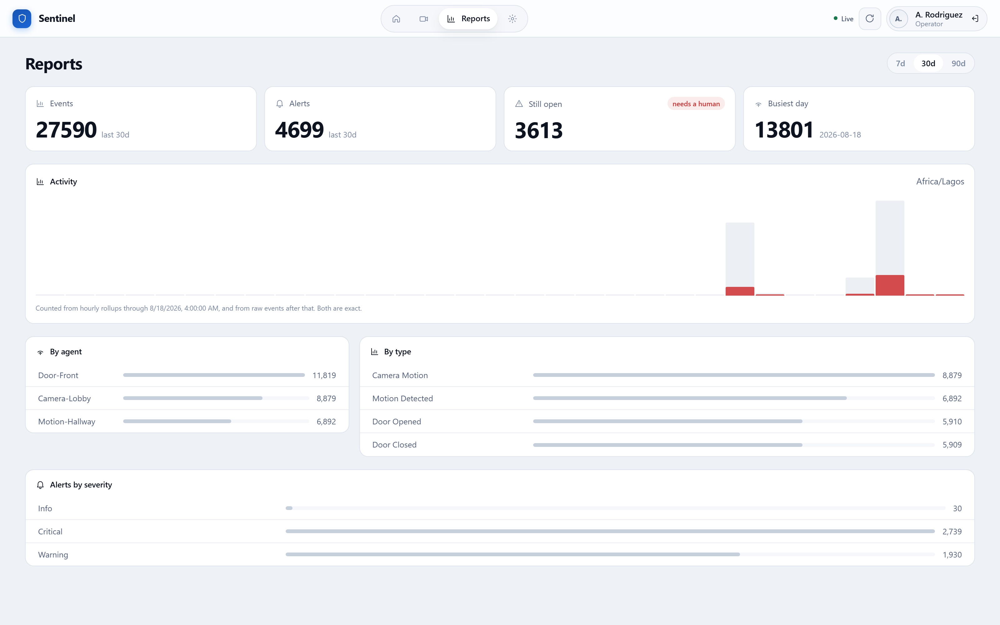 Sentinel
Reports
Live
A.
A. Rodriguez
Operator
Reports
7d
30d
90d
Events
27590 last 30d
Alerts
4699 last 30d
Still open
needs a human
3613
Busiest day
13801 2026-08-18
Activity
Africa/Lagos
Counted from hourly rollups through 8/18/2026, 4:00:00 AM, and from raw events after that. Both are exact.
By agent
Door-Front 11,819
Camera-Lobby 8,879
Motion-Hallway 6,892
By type
Camera Motion 8,879
Motion Detected 6,892
Door Opened 5,910
Door Closed 5,909
Alerts by severity
Info 30
Critical 2,739
Warning 1,930